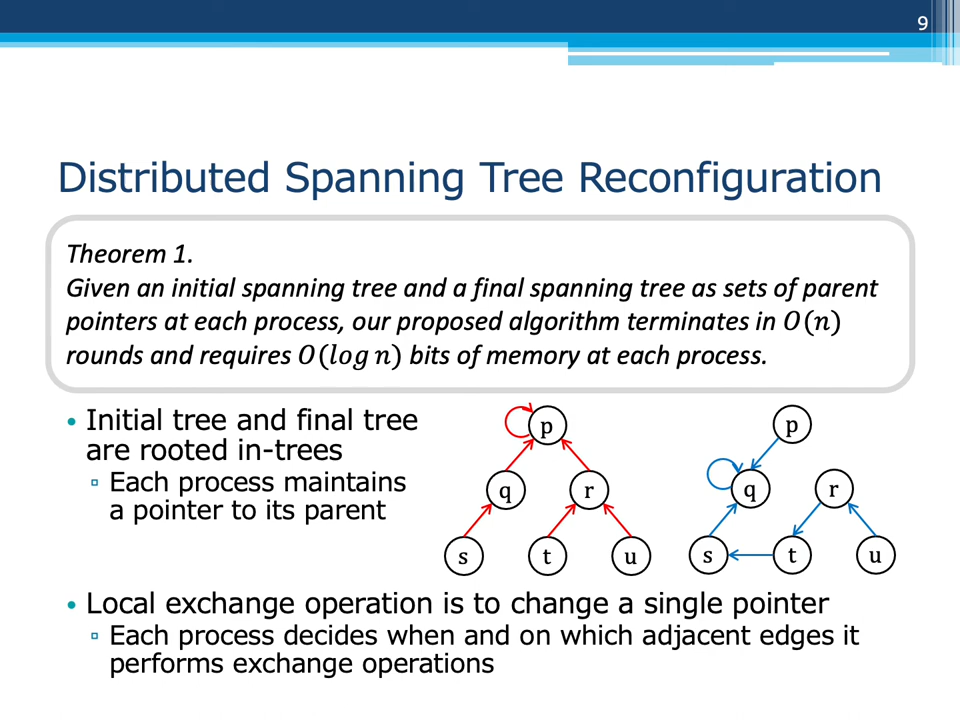 9
Distributed Spanning Tree Reconfiguration
Theorem 1.
Given an initial spanning tree and a final spanning tree as sets of parent
pointers at each process, our proposed algorithm terminates in O(n)
rounds and requires O(log n) bits of memory at each process.
• Initial tree and final tree
are rooted in-trees
▫ Each process maintains
a pointer to its parent
p
q
r
s
t
u
p
q
r
s
t
u
• Local exchange operation is to change a single pointer
▫ Each process decides when and on which adjacent edges it
performs exchange operations